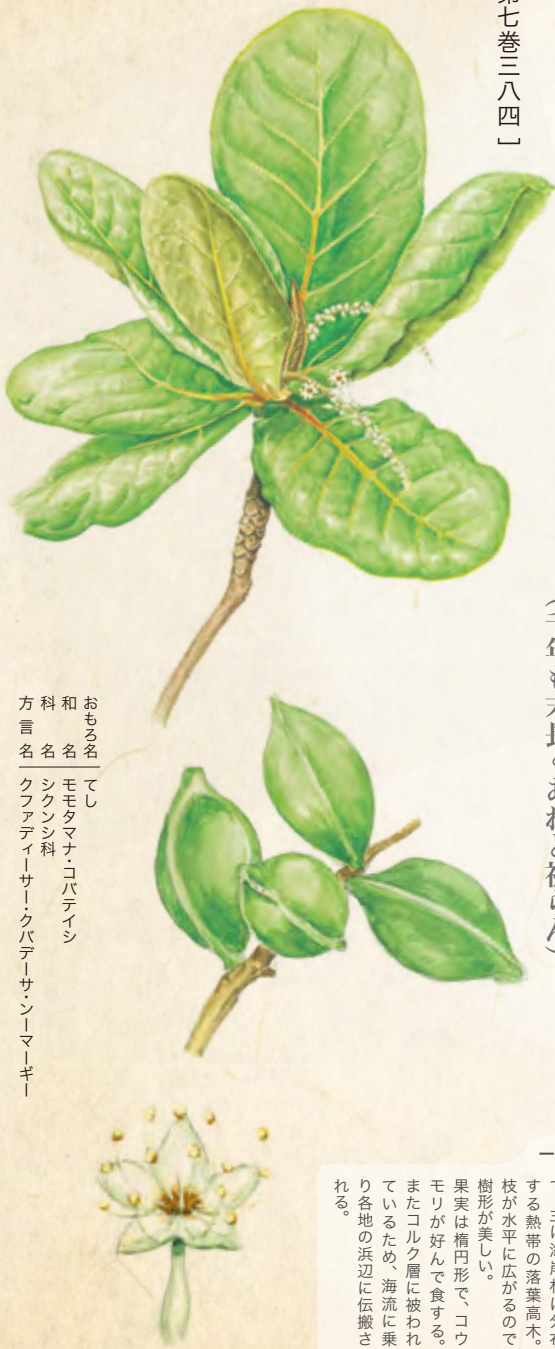 第七巻三八四］
おもろ名 てし
和名 モモタマナ・コバテイシ
科名 シクンシ科
方言名 クファディーサー・クバデーサ・ンーマーギー
する熱帯の落葉高木。
枝が水平に広がるので
樹形が美しい。
果実は楕円形で、コウ
モリが好んで食する。
またコルク層に被われ
ているため、海流に乗
り各地の浜辺に伝搬さ
れる。